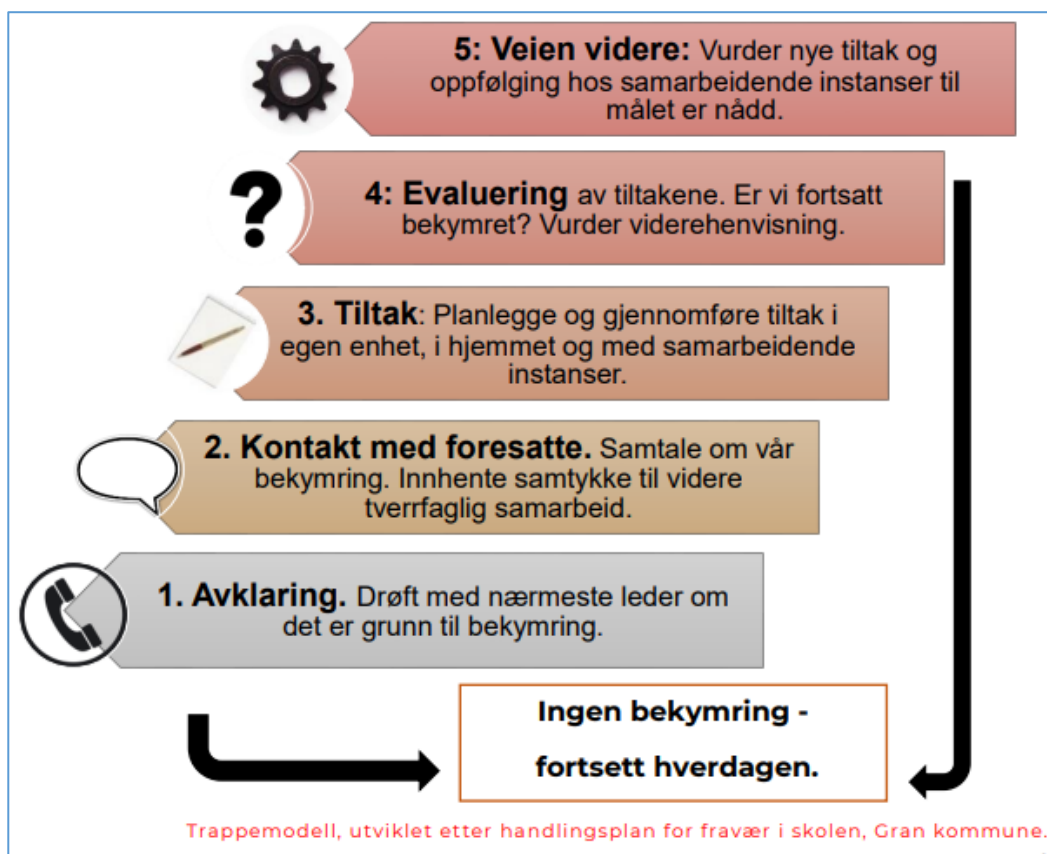 5: Veien videre: Vurder nye tiltak og
oppfølging hos samarbeidende instanser til
målet er nådd.
?
4: Evaluering av tiltakene. Er vi fortsatt
bekymret? Vurder viderehenvisning.
3. Tiltak: Planlegge og gjennomføre tiltak i
egen enhet, i hjemmet og med samarbeidende
instanser.
2. Kontakt med foresatte. Samtale om vår
bekymring. Innhente samtykke til videre
tverrfaglig samarbeid.
1. Avklaring. Drøft med nærmeste leder om
det er grunn til bekymring.
Ingen bekymring -
fortsett hverdagen.
Trappemodell, utviklet etter handlingsplan for fravær i skolen, Gran kommune.